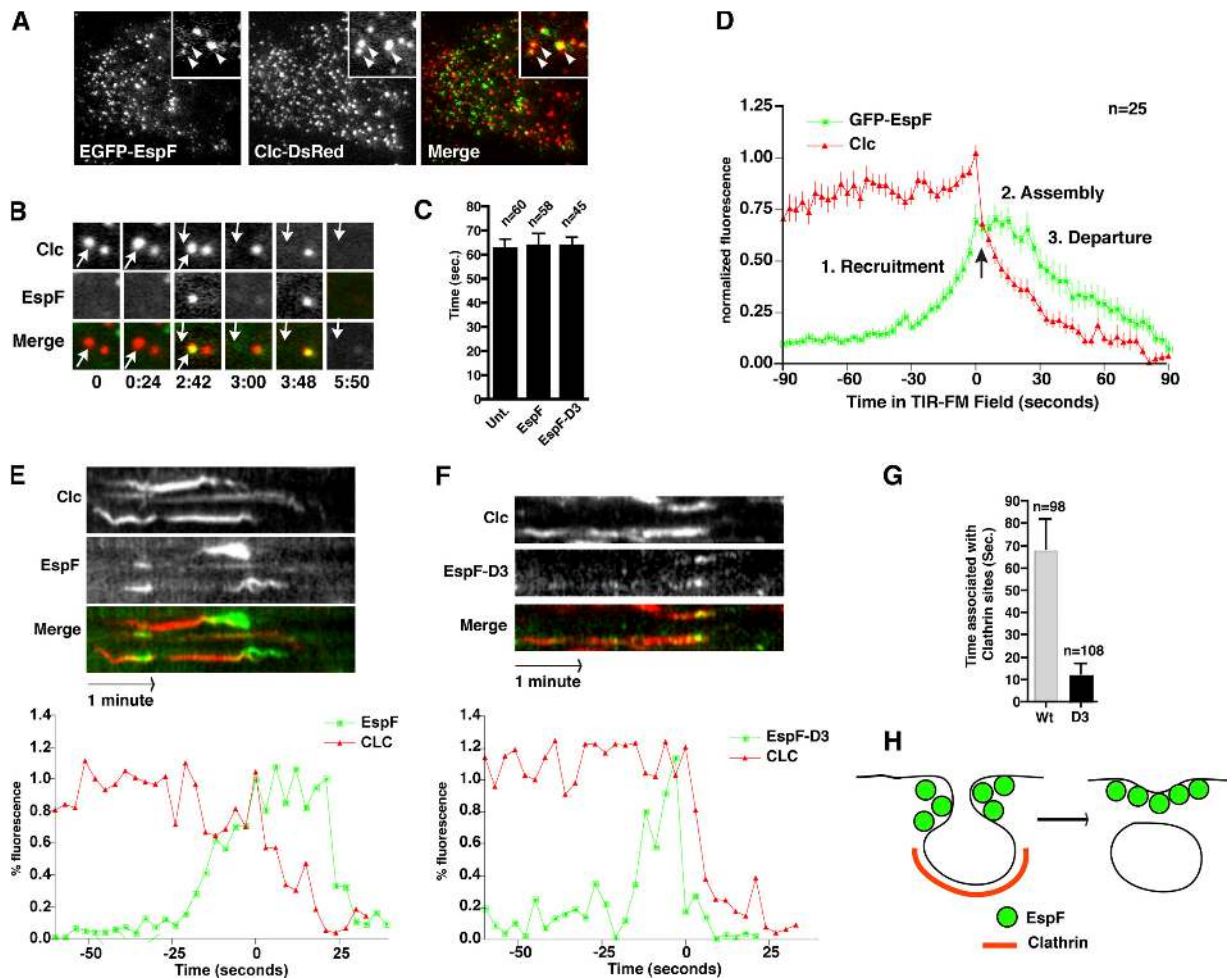 A
EGFP-EspF
Clc-DsRed
Merge
B
Clc
EspF
Merge
0 0:24 2:42 3:00 3:48 5:50
C
n=60 n=58 n=45
Time (sec.)
80
70
60
50
40
30
20
10
0
Unt. EspF EspF-D3
D
n=25
GFP-EspF
Clc
normalized fluorescence
1.00
0.75
0.50
0.25
0.00
1. Recruitment
2. Assembly
3. Departure
-90 -60 -30 0 30 60 90
Time in TIR-FM Field (seconds)
E
Clc
EspF
Merge
1 minute
EspF
CLC
% fluorescence
1.4
1.2
1.0
0.8
0.6
0.4
0.2
0.0
-50 -25 0 25
Time (seconds)
F
Clc
EspF-D3
Merge
1 minute
EspF-D3
CLC
% fluorescence
1.4
1.2
1.0
0.8
0.6
0.4
0.2
0.0
-50 -25 0 25
Time (seconds)
G
Time associated with
Clathrin sites (Sec.)
90
80
70
60
50
40
30
20
10
0
n=98
n=108
Wt D3
H
EspF
Clathrin